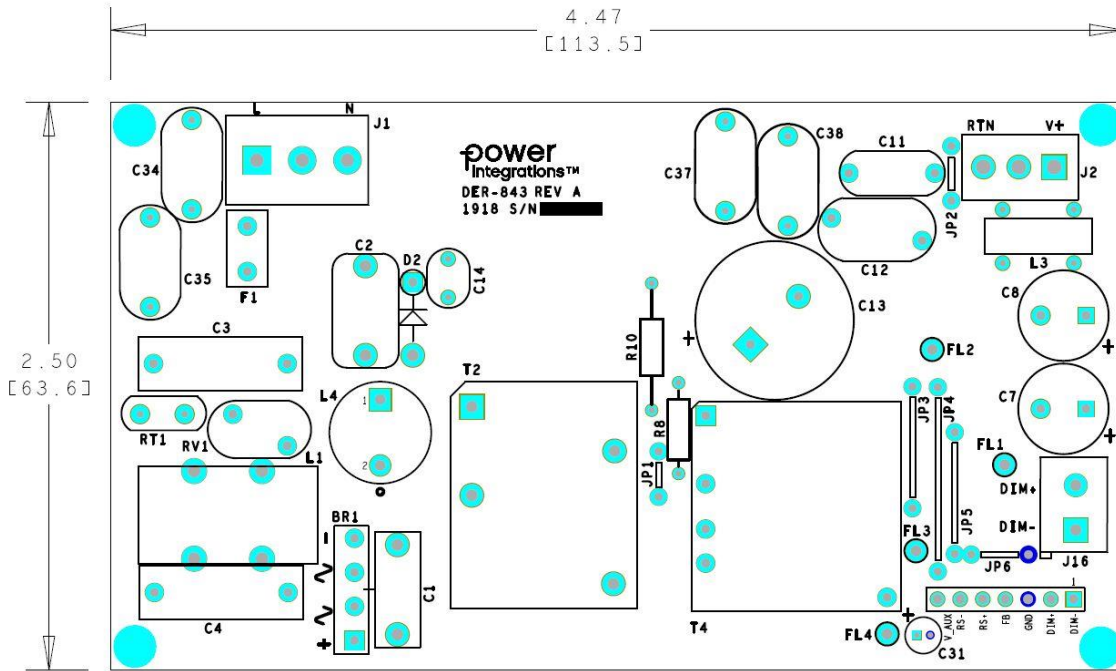 4.47
[113.5]
2.50
[63.6]
L N
J1
C34
C35
F1
power
integrations™
DER-843 REV A
1918 S/N
C37
C38
C11
RTN V+
J2
JP2
C12
L3
C2
D2
C14
C13
+
R10
C8
+
FL2
C3
RT1
RV1
L4
1
2
T2
R8
JP1
JP3
JP4
C7
+
FL1
L1
DIM+
DIM-
J16
JP5
JP6
FL3
BR1
-
~
~
+
C1
C4
T4
FL4
+
C31
1
V_AUX
RS-
RS+
FB
GND
DIM+
DIM-